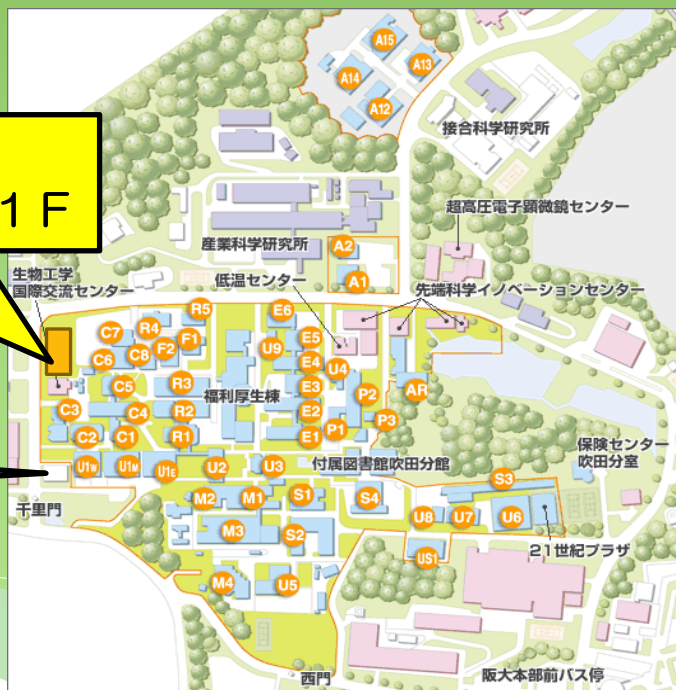 A15
A14
A13
A12
接合科学研究所
1F
超高圧電子顕微鏡センター
産業科学研究所
A2
A1
生物工学
国際交流センター
低温センター
先端科学イノベーションセンター
R5
E6
C7
R4
F1
E5
C6
C8
F2
U9
E4
U4
C5
R3
E3
AR
福利厚生棟
P2
C3
C4
R2
E2
P3
C2
C1
R1
E1
P1
保険センター
吹田分室
付属図書館吹田分館
U1W
U1M
U1E
U2
U3
S3
千里門
M2
M1
S1
S4
U8
U7
U6
M3
S2
21世紀プラザ
US1
M4
U5
西門
阪大本部前バス停